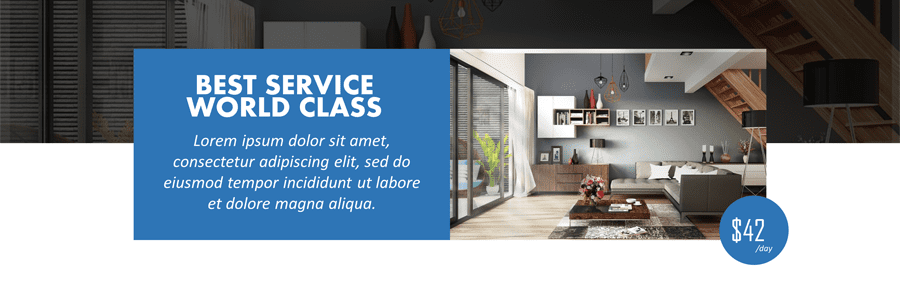 BEST SERVICE
WORLD CLASS
Lorem ipsum dolor sit amet,
consectetur adipiscing elit, sed do
eiusmod tempor incididunt ut labore
et dolore magna aliqua.
$42
/day